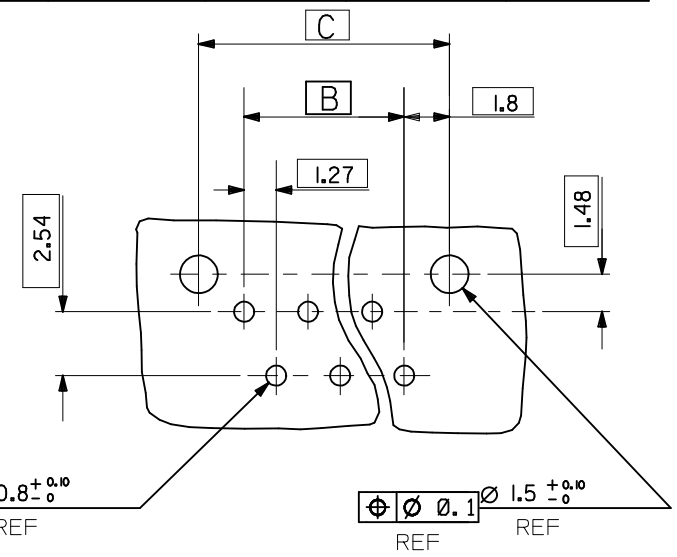 C
B
1.8
1.27
2.54
1.48
0.8 +0.10 -0
REF
⌖ Ø 0.1
REF
Ø 1.5 +0.10 -0
REF